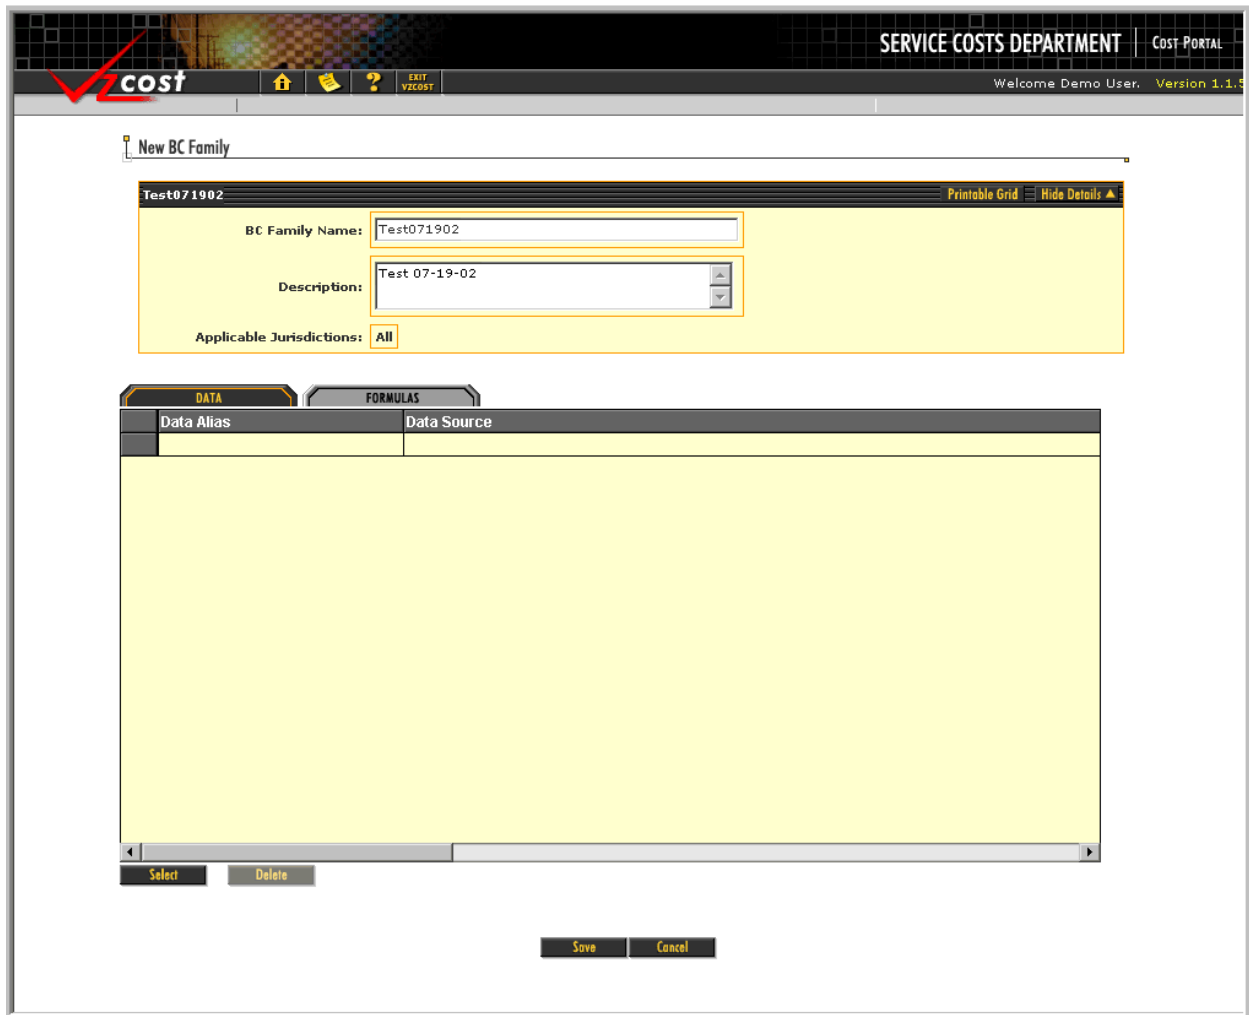 SERVICE COSTS DEPARTMENT
COST PORTAL
VZcost
?
EXIT
VZCOST
Welcome Demo User. Version 1.1.5
New BC Family
Test071902
Printable Grid
Hide Details
BC Family Name: Test071902
Description: Test 07-19-02
Applicable Jurisdictions: All
DATA
FORMULAS
Data Alias
Data Source
Select
Delete
Save
Cancel